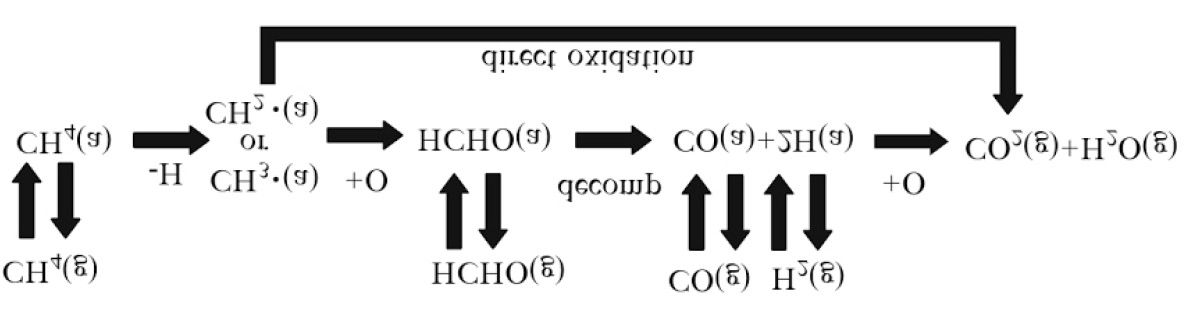 direct oxidation
CH₂·(a)
CH₄(a) or HCHO(a) CO(a)+2H(a) CO₂(g)+H₂O(g)
-H CH₃·(a) +O decomp +O
CH₄(g) HCHO(g) CO(g) H₂(g)